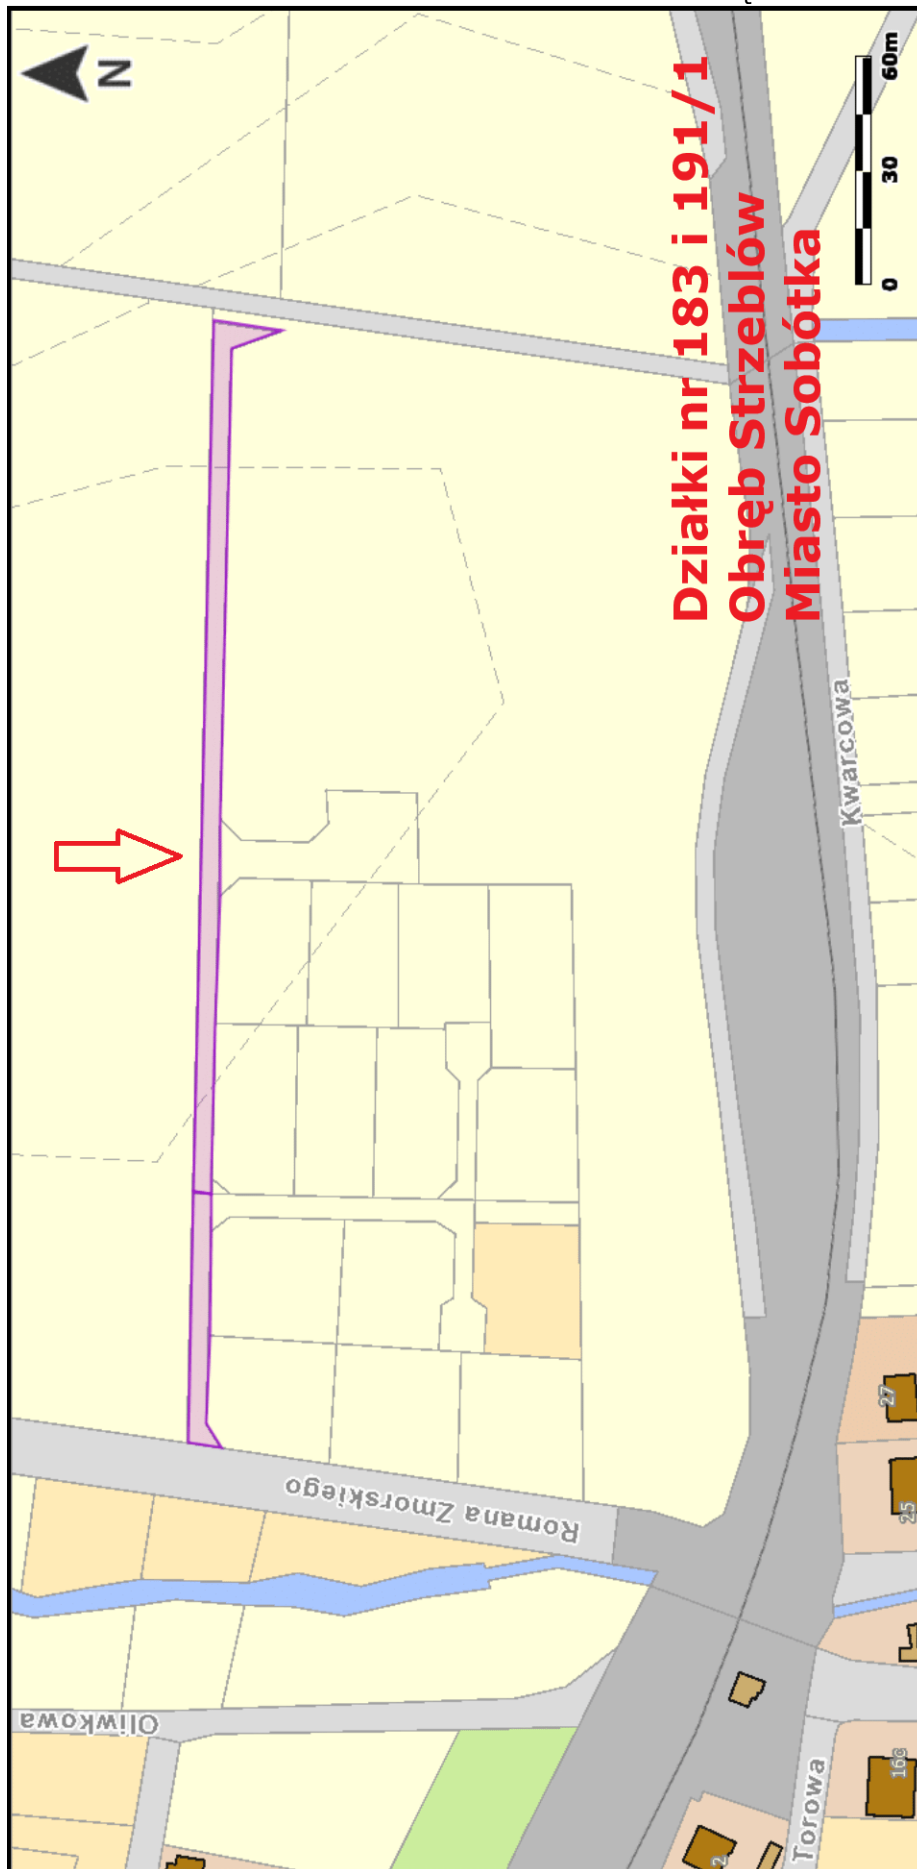 N
Działki nr 183 i 191/1
Obręb Strzeblów
Miasto Sobótka
0 30 60m
Kwarcowa
Romana Zmorskiego
Oliwkowa
Torowa
27
25
16c
2